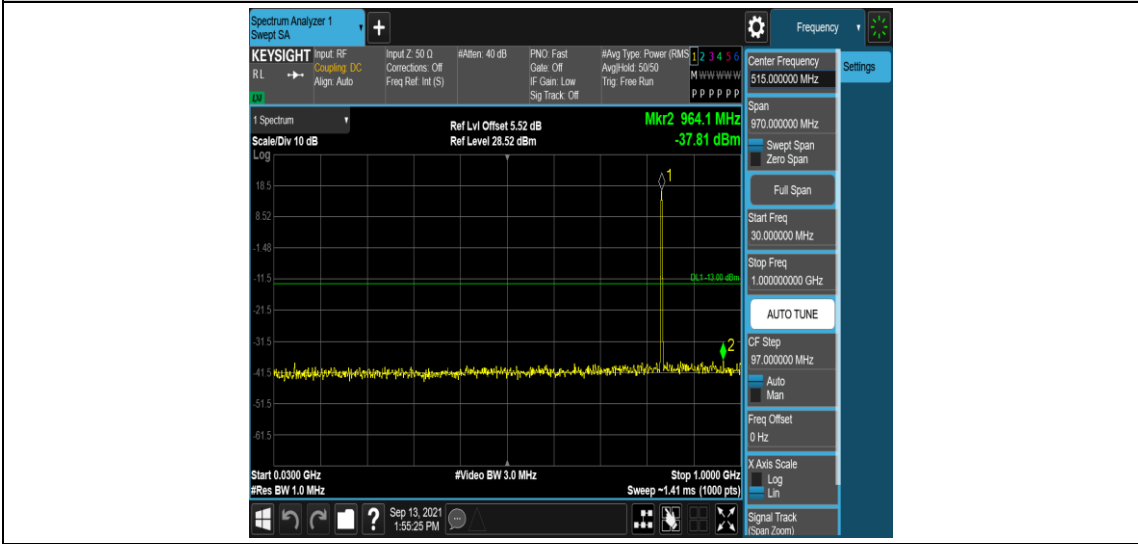 Spectrum Analyzer 1
Swept SA
+
Frequency
KEYSIGHT
RL
LM
Input: RF
Coupling: DC
Align: Auto
Input Z: 50 Ω
Corrections: Off
Freq Ref: Int (S)
#Atten: 40 dB
PNO: Fast
Gate: Off
IF Gain: Low
Sig Track: Off
#Avg Type: Power (RMS
Avg|Hold: 50/50
Trig: Free Run
1 2 3 4 5 6
M W W W W W
P P P P P P
1 Spectrum
Scale/Div 10 dB
Log
Ref Lvl Offset 5.52 dB
Ref Level 28.52 dBm
Mkr2 964.1 MHz
-37.81 dBm
1
18.5
8.52
-1.48
-11.5
DL1 -13.00 dBm
-21.5
-31.5
2
-41.5
-51.5
-61.5
Start 0.0300 GHz
#Res BW 1.0 MHz
#Video BW 3.0 MHz
Stop 1.0000 GHz
Sweep ~1.41 ms (1000 pts)
?
Sep 13, 2021
1:55:25 PM
Center Frequency
515.000000 MHz
Settings
Span
970.000000 MHz
Swept Span
Zero Span
Full Span
Start Freq
30.000000 MHz
Stop Freq
1.000000000 GHz
AUTO TUNE
CF Step
97.000000 MHz
Auto
Man
Freq Offset
0 Hz
X Axis Scale
Log
Lin
Signal Track
(Span Zoom)